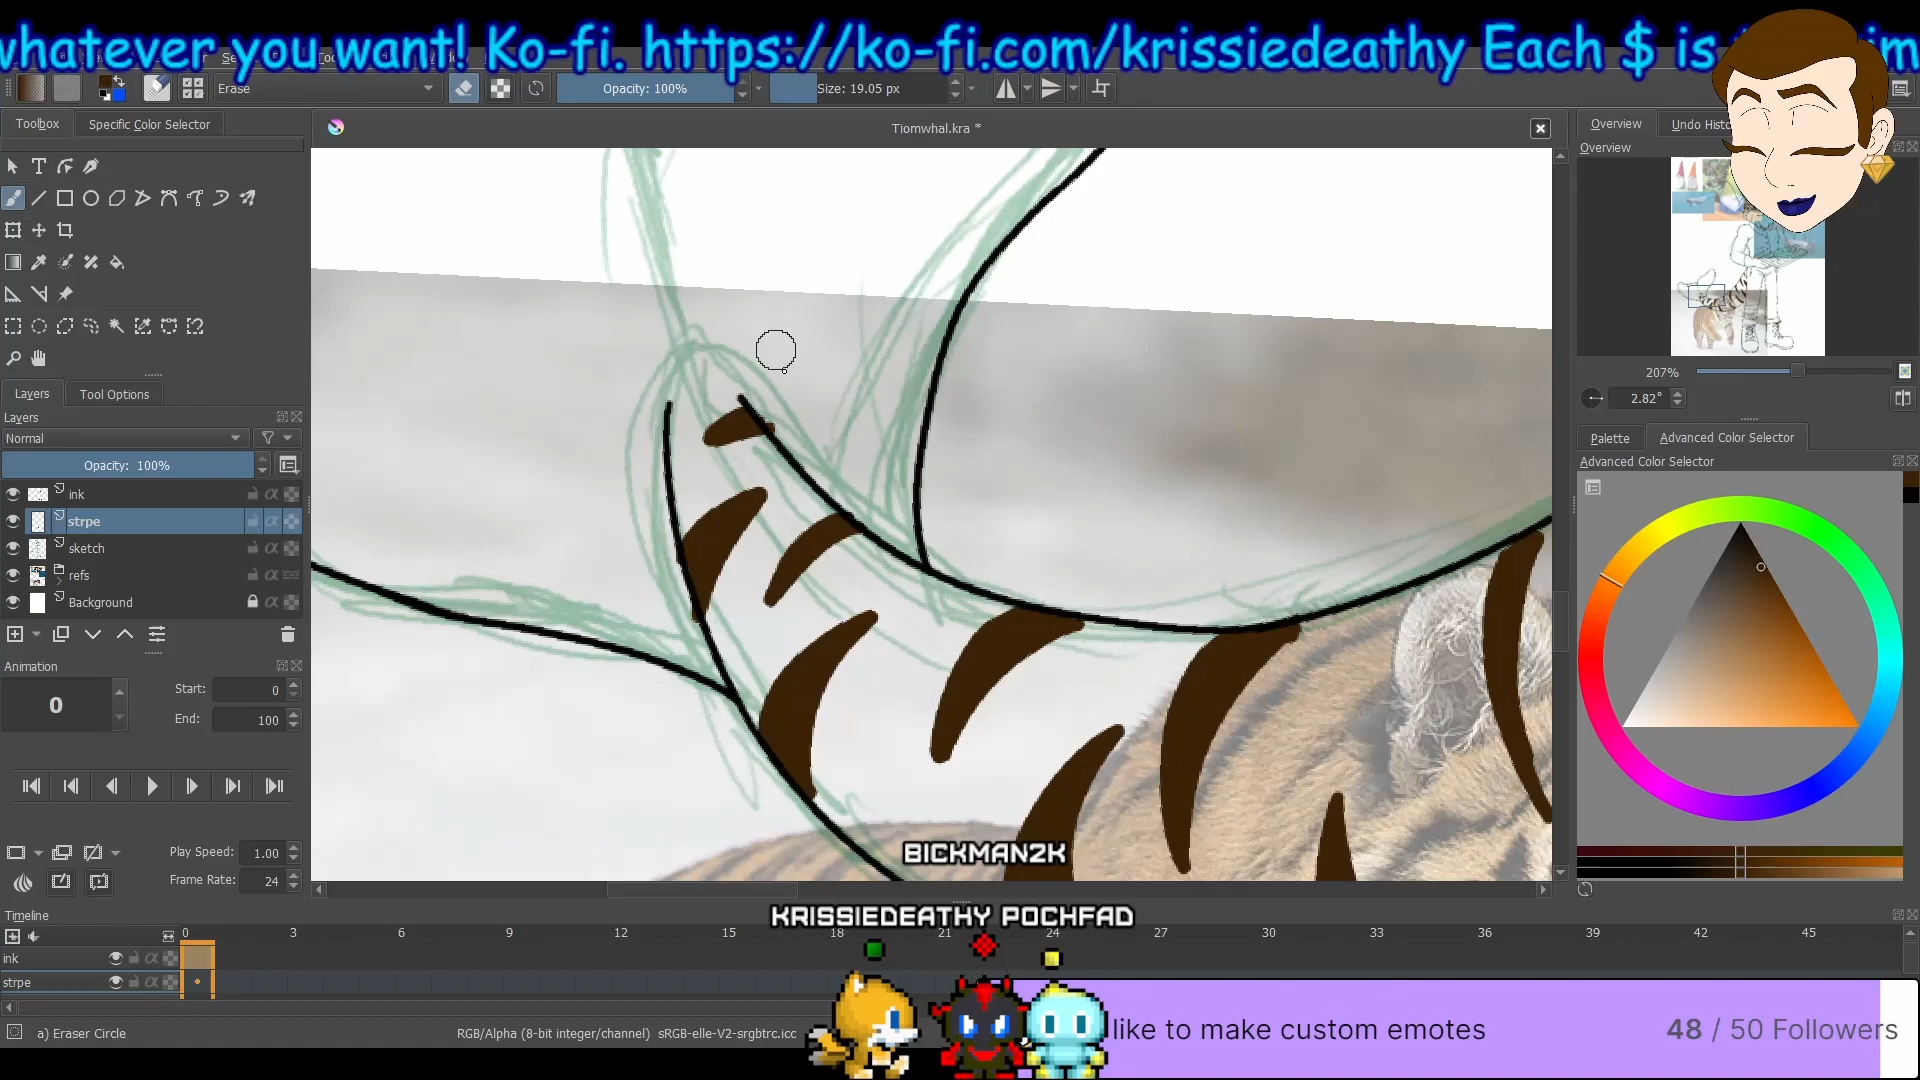 whatever you want! Ko-fi. https://ko-fi.com/krissiedeathy Each $ is
Erase
Opacity: 100%
Size: 19.05 px
Toolbox
Specific Color Selector
Tiomwhal.kra *
Overview
Undo Histo
Overview
207%
2.82°
Layers
Tool Options
Layers
Normal
Opacity: 100%
ink
strpe
sketch
refs
Background
Palette
Advanced Color Selector
Advanced Color Selector
Animation
0
Start:
0
End:
100
Play Speed:
1.00
Frame Rate:
24
BICKMAN2K
KRISSIEDEATHY POCHFAD
Timeline
0 3 6 9 12 15 18 21 24 27 30 33 36 39 42 45
ink
strpe
a) Eraser Circle
RGB/Alpha (8-bit integer/channel) sRGB-elle-V2-srgbtrc.icc
like to make custom emotes
48 / 50 Followers